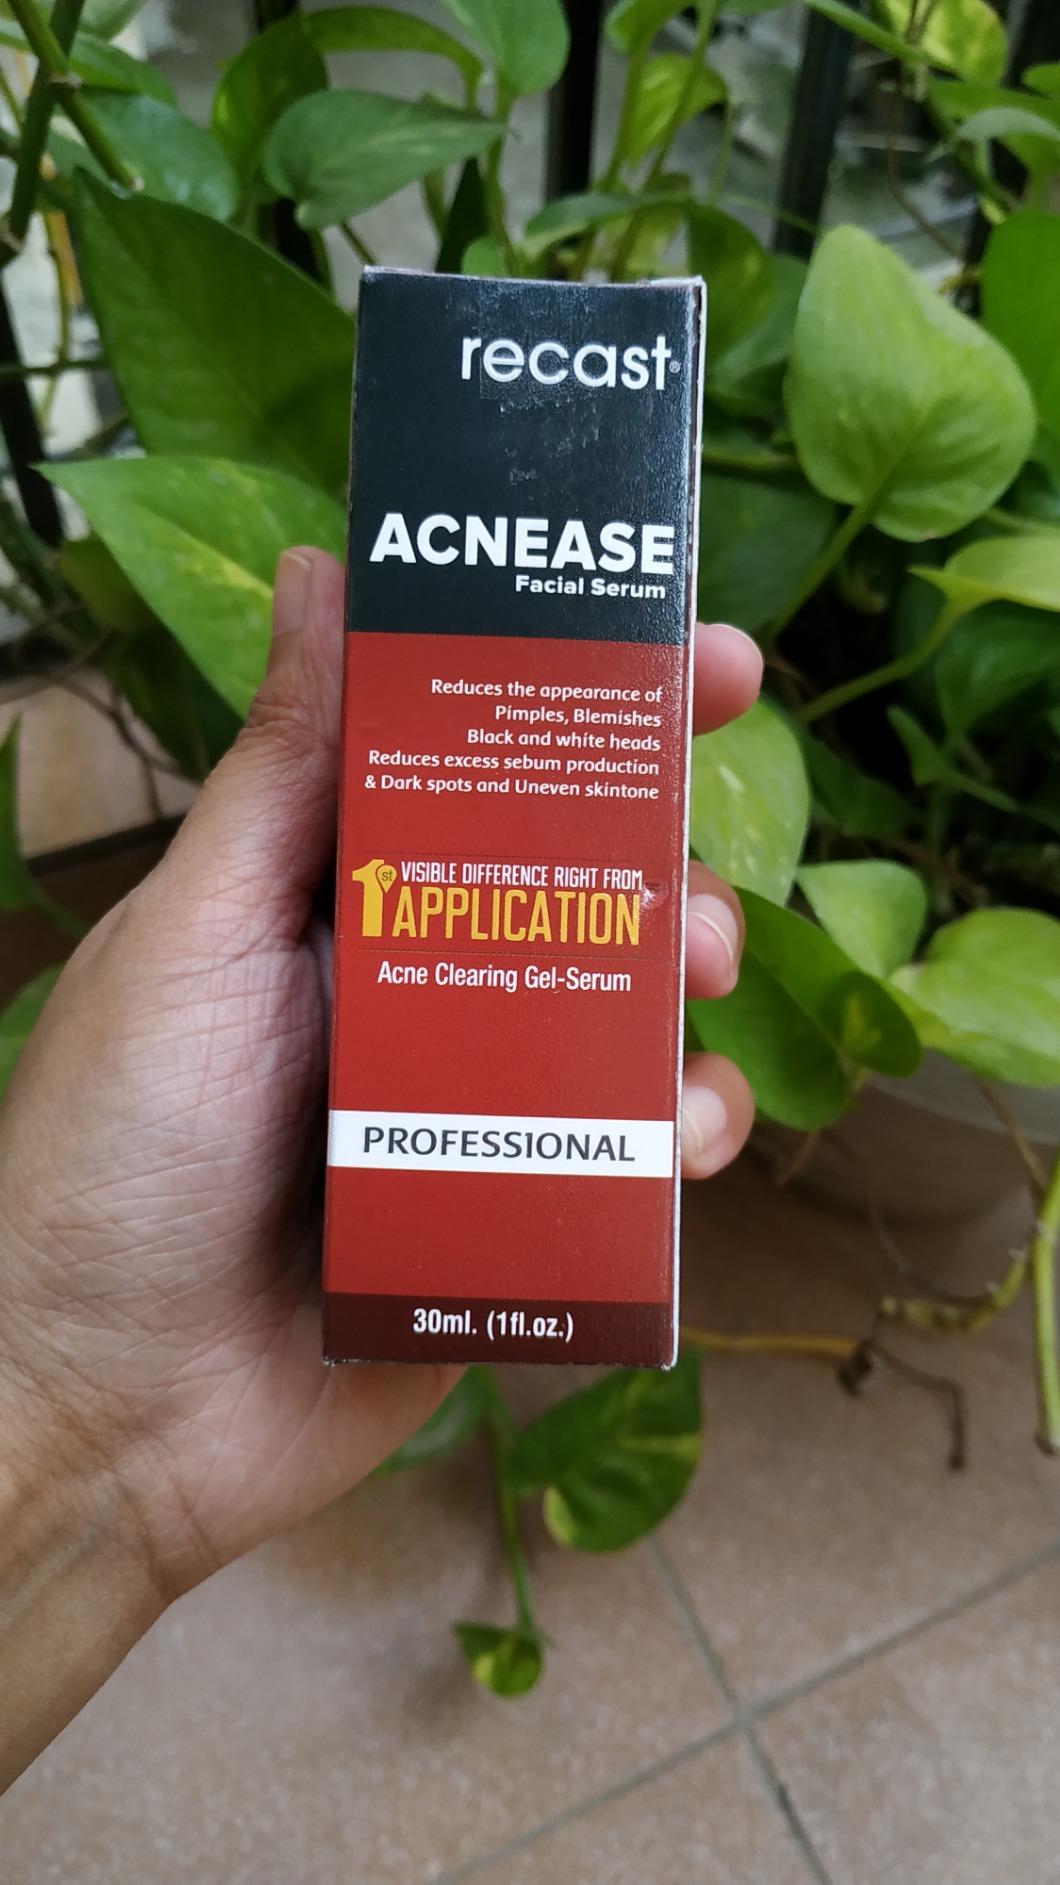 recast®
ACNEASE
Facial Serum
Reduces the appearance of
Pimples, Blemishes
Black and white heads
Reduces excess sebum production
& Dark spots and Uneven skintone
1st VISIBLE DIFFERENCE RIGHT FROM
APPLICATION
Acne Clearing Gel-Serum
PROFESSIONAL
30ml. (1fl.oz.)